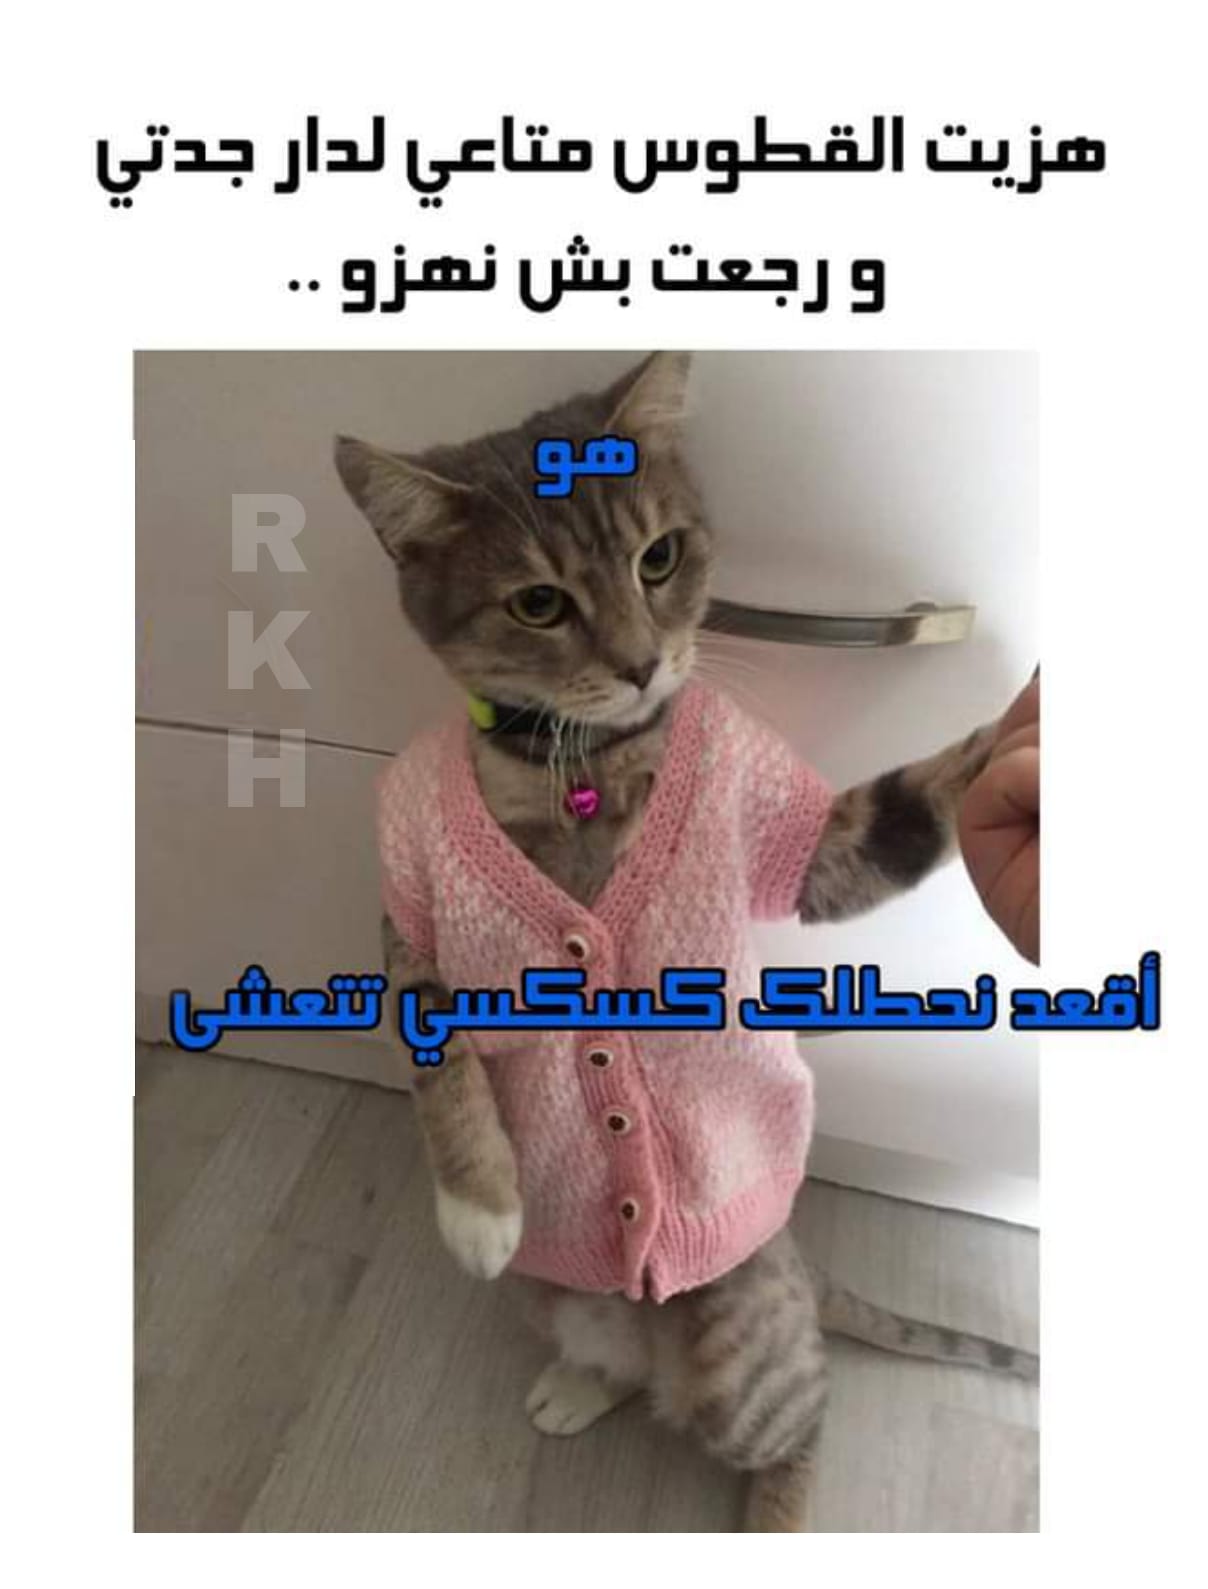 هزيت القطوس متاعي لدار جدتي
و رجعت بش نهزو ..
هو
R
K
H
أقعد نحطلك كسكسي تتعشى